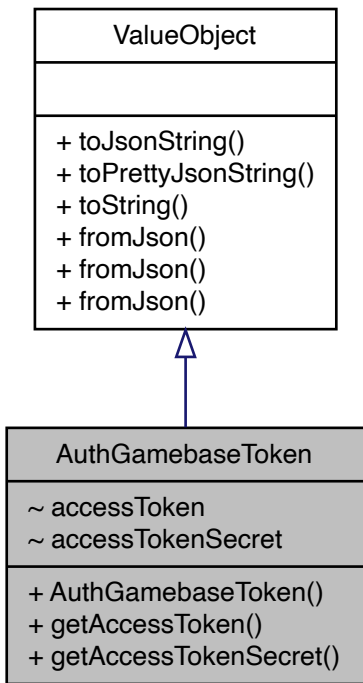 ValueObject
+ toJsonString()
+ toPrettyJsonString()
+ toString()
+ fromJson()
+ fromJson()
+ fromJson()
AuthGamebaseToken
~ accessToken
~ accessTokenSecret
+ AuthGamebaseToken()
+ getAccessToken()
+ getAccessTokenSecret()